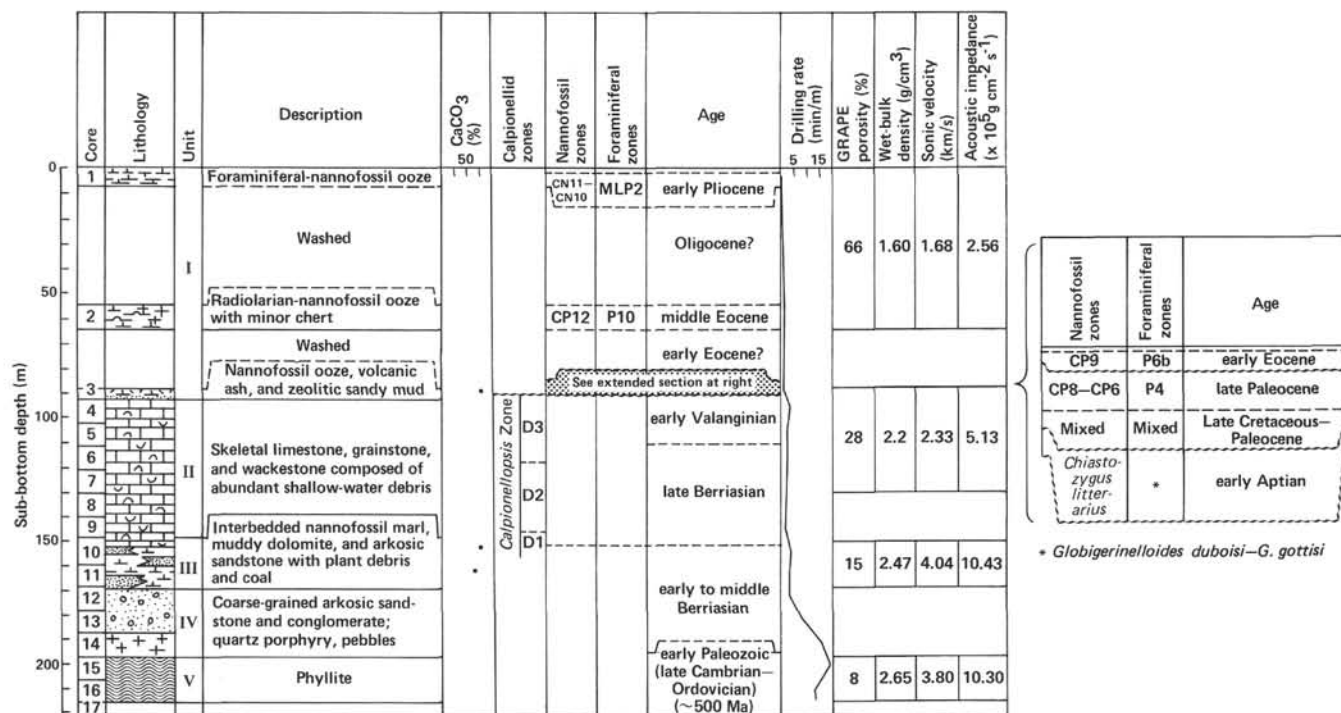 Core
Lithology
Unit
Description
CaCO3
(%)
50
Calpionellid
zones
Nannofossil
zones
Foraminiferal
zones
Age
Drilling rate
(min/m)
5 15
GRAPE
porosity (%)
Wet-bulk
density (g/cm3)
Sonic velocity
(km/s)
Acoustic impedance
(x 10^5 g cm−2 s−1)
Sub-bottom depth (m)
0
50
100
150
200
1
2
3
4
5
6
7
8
9
10
11
12
13
14
15
16
17
I
II
III
IV
V
Foraminiferal-nannofossil ooze
Washed
Radiolarian-nannofossil ooze
with minor chert
Washed
Nannofossil ooze, volcanic
ash, and zeolitic sandy mud
Skeletal limestone, grainstone,
and wackestone composed of
abundant shallow-water debris
Interbedded nannofossil marl,
muddy dolomite, and arkosic
sandstone with plant debris
and coal
Coarse-grained arkosic sand-
stone and conglomerate;
quartz porphyry, pebbles
Phyllite
Calpionellopsis Zone
D3
D2
D1
CN11—
CN10
MLP2
early Pliocene
Oligocene?
CP12
P10
middle Eocene
early Eocene?
See extended section at right
early Valanginian
late Berriasian
early to middle
Berriasian
early Paleozoic
(late Cambrian—
Ordovician)
(~500 Ma)
66 1.60 1.68 2.56
28 2.2 2.33 5.13
15 2.47 4.04 10.43
8 2.65 3.80 10.30
Nannofossil
zones
Foraminiferal
zones
Age
CP9 P6b early Eocene
CP8—CP6 P4 late Paleocene
Mixed Mixed Late Cretaceous—
Paleocene
Chiasto-
zygus
litter-
arius
*
early Aptian
* Globigerinelloides duboisi—G. gottisi